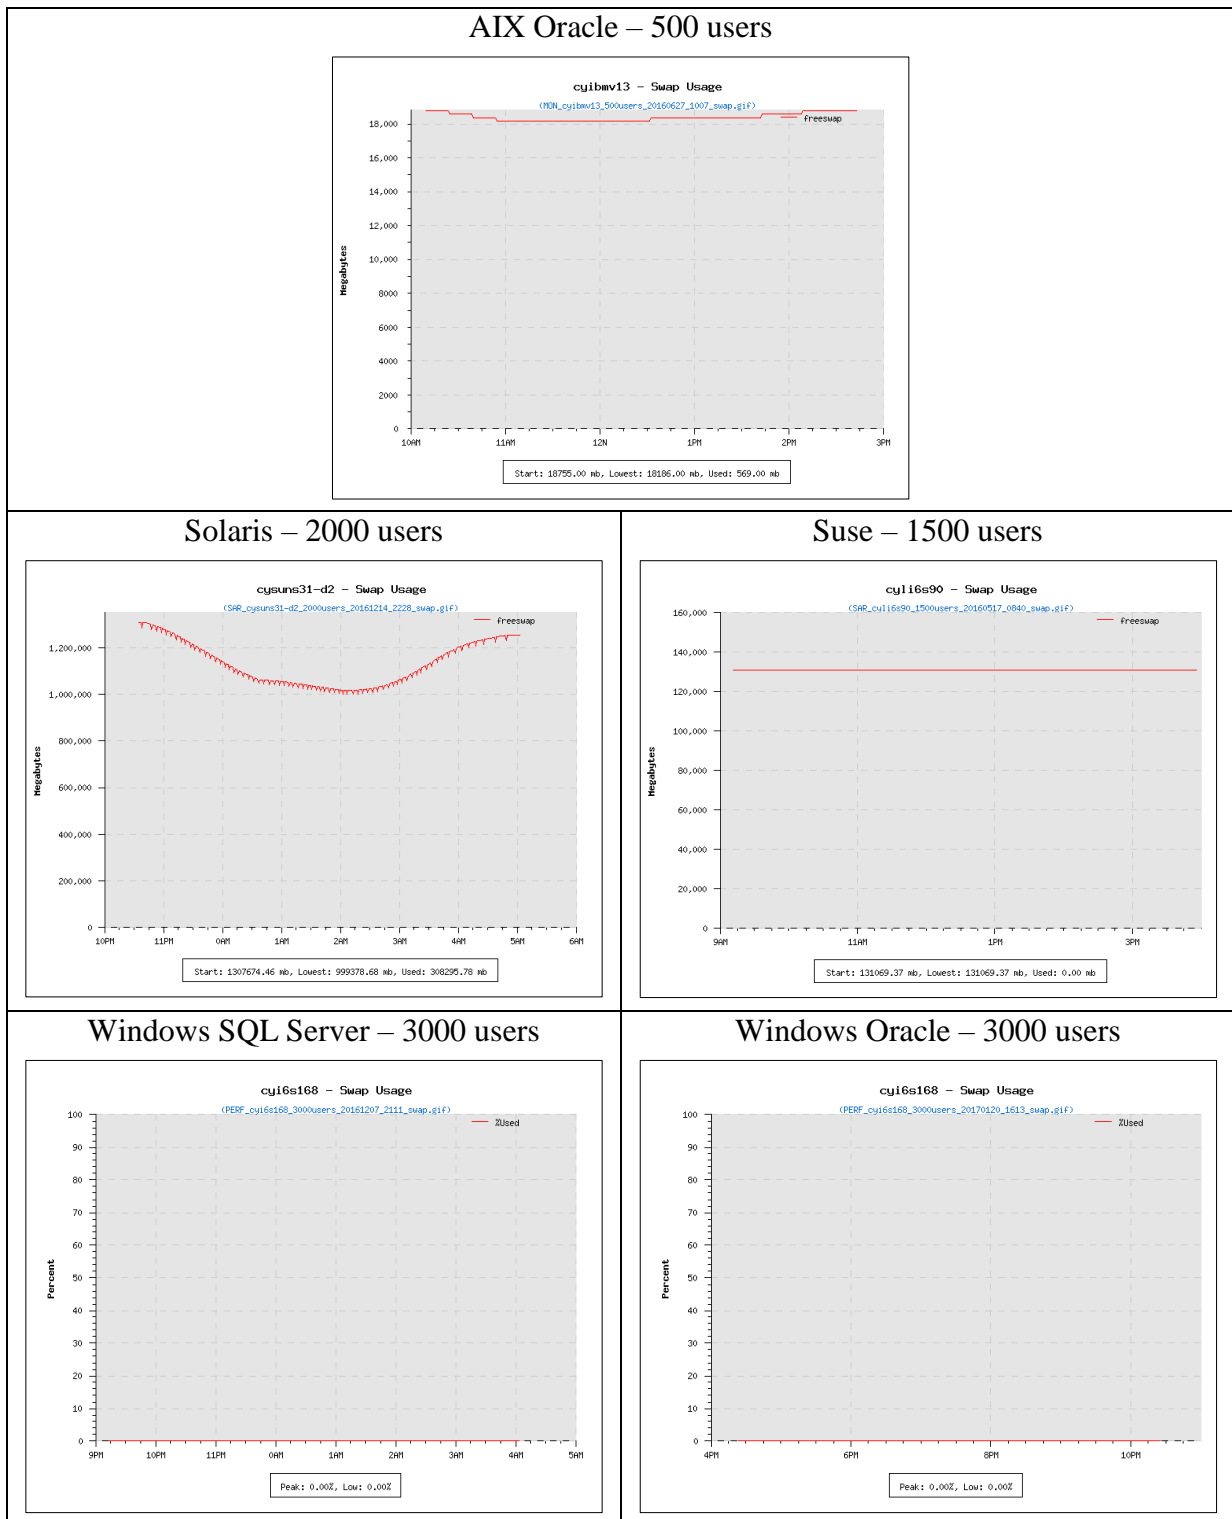 AIX Oracle – 500 users
cyibmv13 – Swap Usage
(MON_cyibmv13_500users_20160627_1007_swap.gif)
freeswap
18,000
16,000
14,000
12,000
10,000
8000
6000
4000
2000
0
Megabytes
10AM 11AM 12N 1PM 2PM 3PM
Start: 18755.00 mb, Lowest: 18186.00 mb, Used: 569.00 mb
Solaris – 2000 users
cysuns31-d2 – Swap Usage
(SAR_cysuns31-d2_2000users_20161214_2228_swap.gif)
freeswap
1,200,000
1,000,000
800,000
600,000
400,000
200,000
0
Megabytes
10PM 11PM 0AM 1AM 2AM 3AM 4AM 5AM 6AM
Start: 1307674.46 mb, Lowest: 999378.68 mb, Used: 308295.78 mb
Suse – 1500 users
cyli6s90 – Swap Usage
(SAR_cyli6s90_1500users_20160517_0840_swap.gif)
freeswap
160,000
140,000
120,000
100,000
80,000
60,000
40,000
20,000
0
Megabytes
9AM 11AM 1PM 3PM
Start: 131069.37 mb, Lowest: 131069.37 mb, Used: 0.00 mb
Windows SQL Server – 3000 users
cyi6s168 – Swap Usage
(PERF_cyi6s168_3000users_20161207_2111_swap.gif)
%Used
100
90
80
70
60
50
40
30
20
10
0
Percent
9PM 10PM 11PM 0AM 1AM 2AM 3AM 4AM 5AM
Peak: 0.00%, Low: 0.00%
Windows Oracle – 3000 users
cyi6s168 – Swap Usage
(PERF_cyi6s168_3000users_20170120_1613_swap.gif)
%Used
100
90
80
70
60
50
40
30
20
10
0
Percent
4PM 6PM 8PM 10PM
Peak: 0.00%, Low: 0.00%